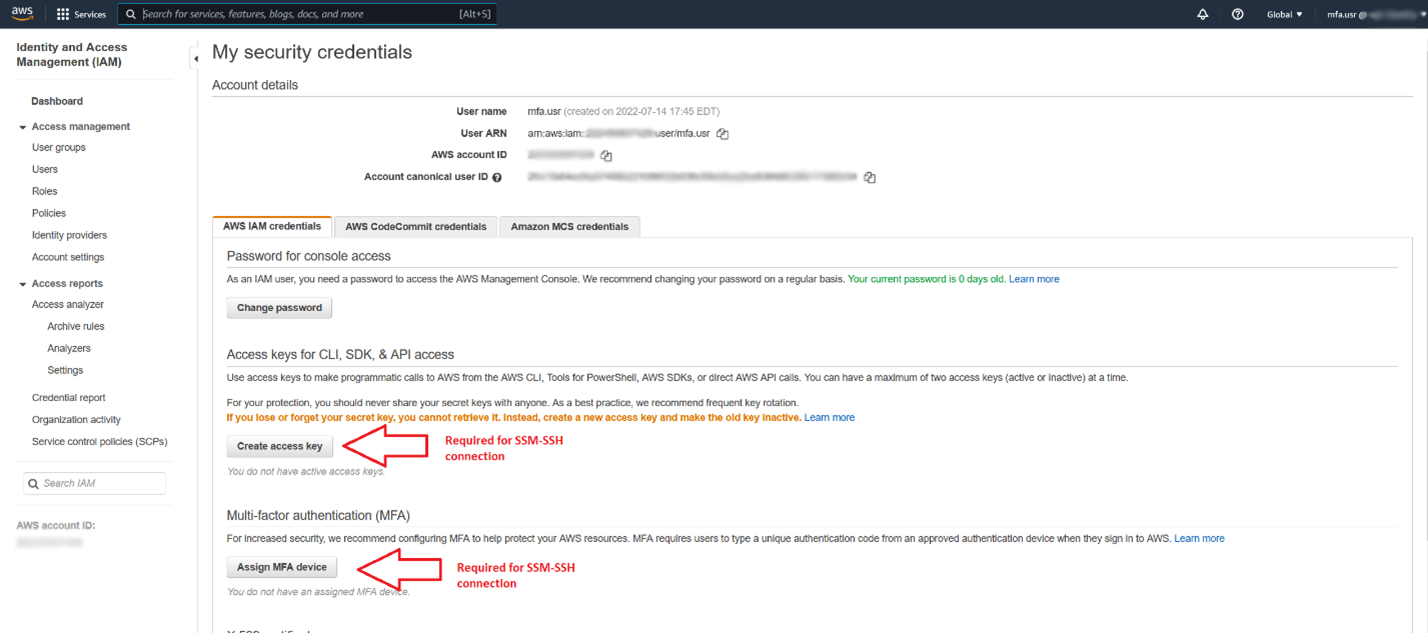 aws
Services
Search for services, features, blogs, docs, and more
[Alt+S]
Global
mfa.usr @
Identity and Access
Management (IAM)
Dashboard
Access management
User groups
Users
Roles
Policies
Identity providers
Account settings
Access reports
Access analyzer
Archive rules
Analyzers
Settings
Credential report
Organization activity
Service control policies (SCPs)
Search IAM
AWS account ID:
My security credentials
Account details
User name mfa.usr (created on 2022-07-14 17:45 EDT)
User ARN arn:aws:iam: user/mfa.usr
AWS account ID
Account canonical user ID
AWS IAM credentials
AWS CodeCommit credentials
Amazon MCS credentials
Password for console access
As an IAM user, you need a password to access the AWS Management Console. We recommend changing your password on a regular basis. Your current password is 0 days old. Learn more
Change password
Access keys for CLI, SDK, & API access
Use access keys to make programmatic calls to AWS from the AWS CLI, Tools for PowerShell, AWS SDKs, or direct AWS API calls. You can have a maximum of two access keys (active or inactive) at a time.
For your protection, you should never share your secret keys with anyone. As a best practice, we recommend frequent key rotation.
If you lose or forget your secret key, you cannot retrieve it. Instead, create a new access key and make the old key inactive. Learn more
Create access key
Required for SSM-SSH
connection
You do not have active access keys.
Multi-factor authentication (MFA)
For increased security, we recommend configuring MFA to help protect your AWS resources. MFA requires users to type a unique authentication code from an approved authentication device when they sign in to AWS. Learn more
Assign MFA device
Required for SSM-SSH
connection
You do not have an assigned MFA device.